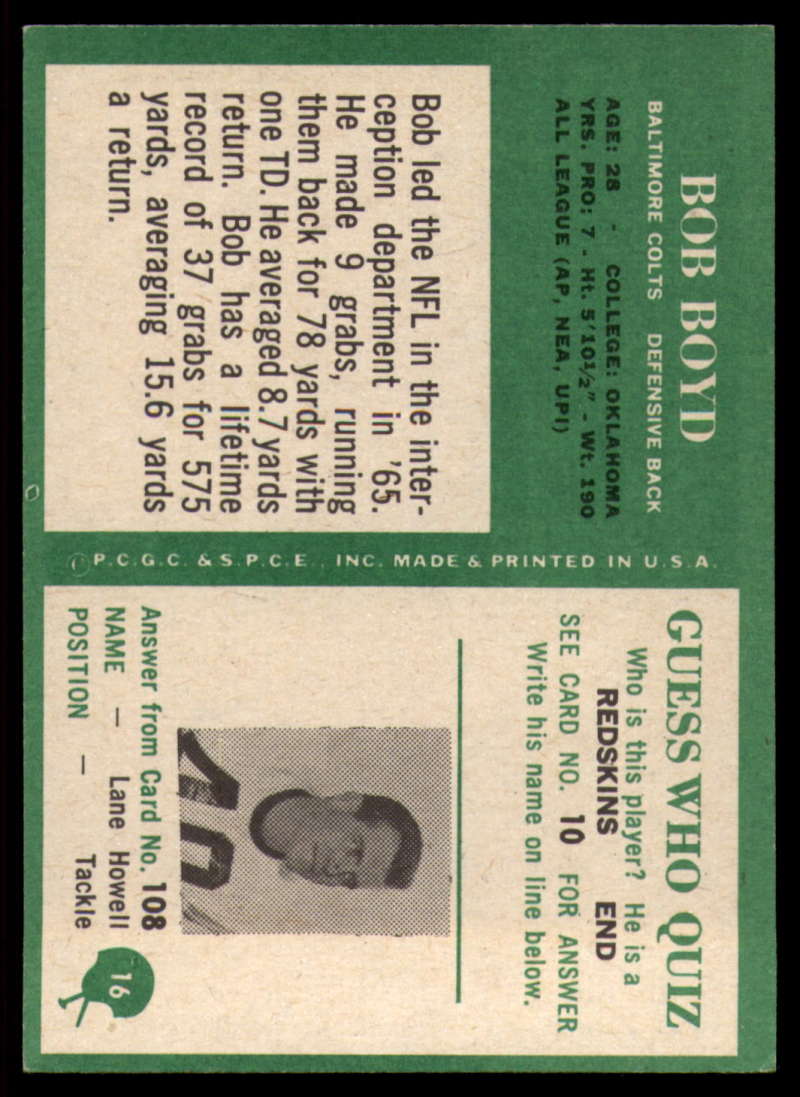 BOB BOYD
BALTIMORE COLTS DEFENSIVE BACK
AGE: 28 - COLLEGE: OKLAHOMA
YRS. PRO: 7 - Ht. 5'10½" - Wt. 190
ALL LEAGUE (AP, NEA, UPI)
Bob led the NFL in the inter-
ception department in '65.
He made 9 grabs, running
them back for 78 yards with
one TD. He averaged 8.7 yards
return. Bob has a lifetime
record of 37 grabs for 575
yards, averaging 15.6 yards
a return.
©P.C.G.C. & S.P.C.E., INC. MADE & PRINTED IN U.S.A.
GUESS WHO QUIZ
Who is this player? He is a
REDSKINS END
SEE CARD NO. 10 FOR ANSWER
Write his name on line below.
Answer from Card No. 108
NAME — Lane Howell
POSITION — Tackle
16